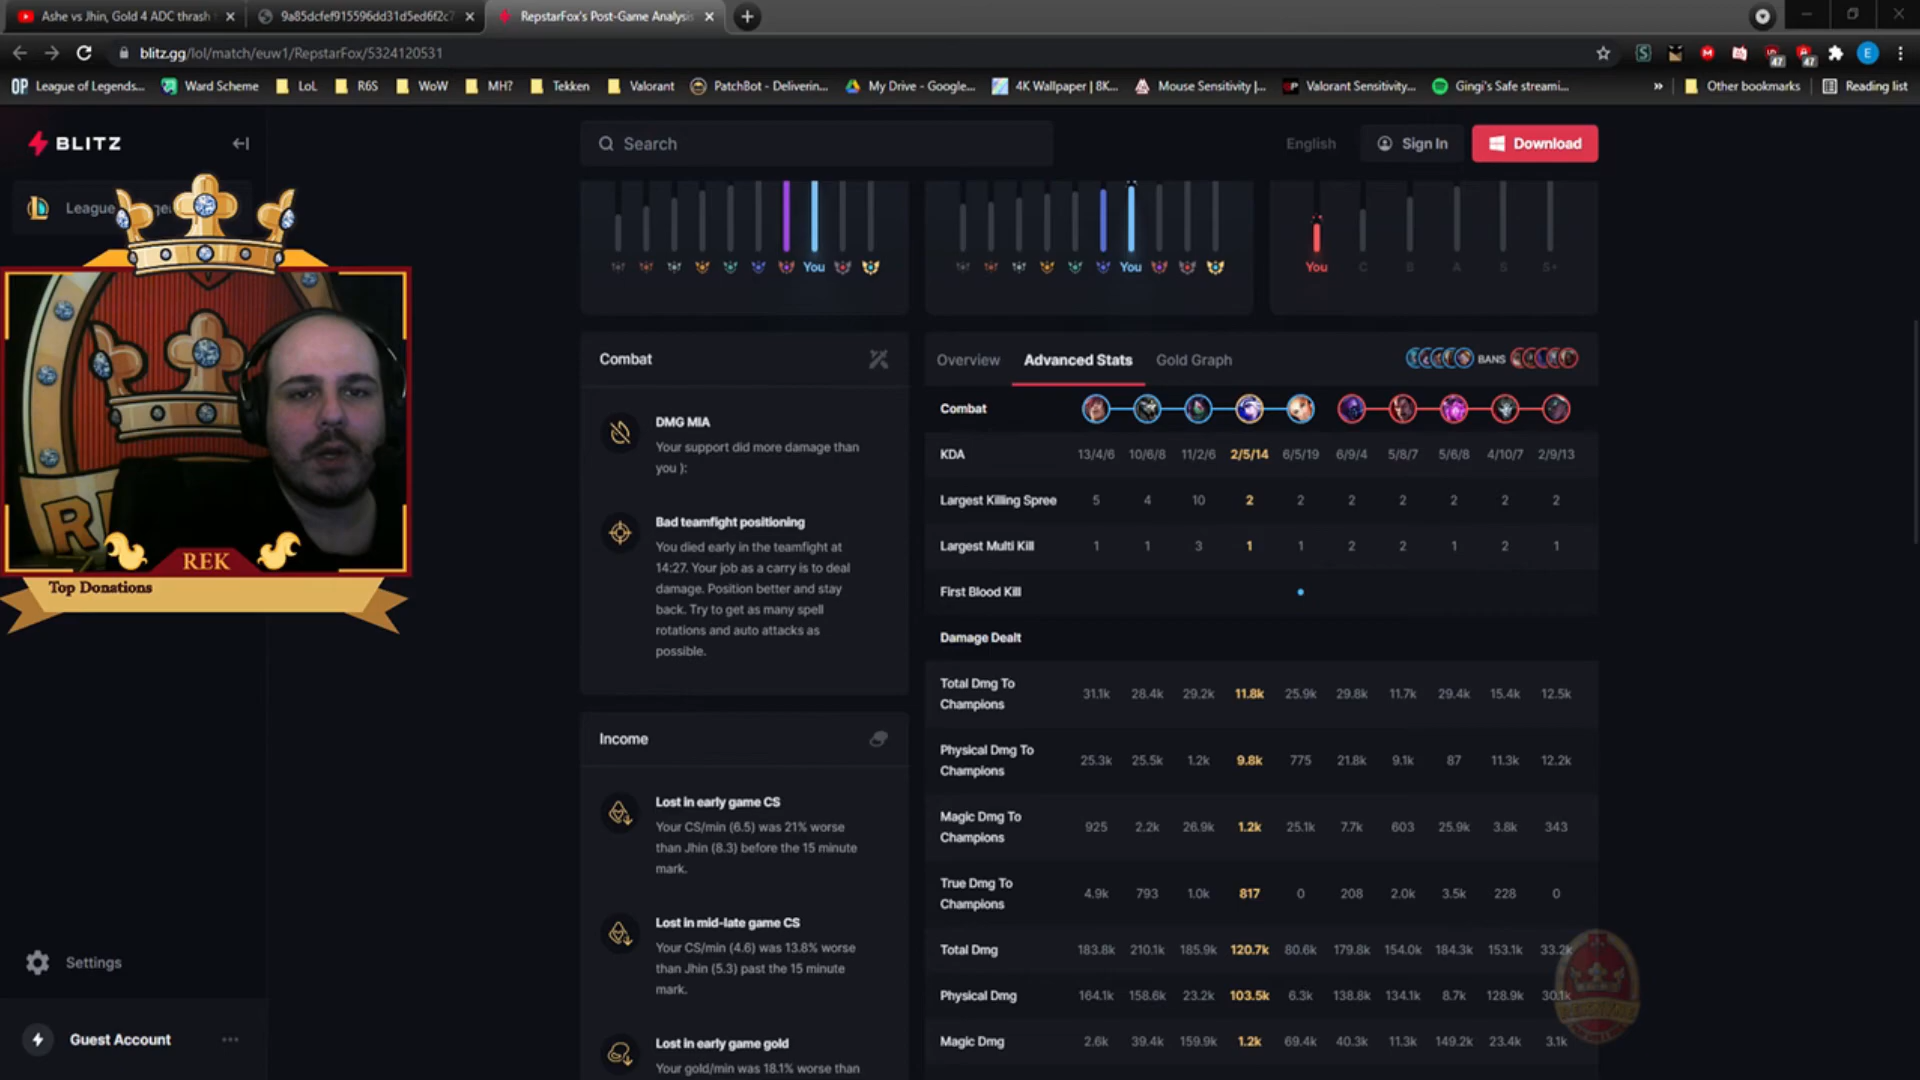 Ashe vs Jhin, Gold 4 ADC thrash
9a85dcfef915596dd31d5ed6f2c7
RepstarFox's Post-Game Analysis
blitz.gg/lol/match/euw1/RepstarFox/5324120531
47 47 E
League of Legends... Ward Scheme LoL R6S WoW MH? Tekken Valorant PatchBot - Deliverin... My Drive - Google... 4K Wallpaper | 8K... Mouse Sensitivity |... Valorant Sensitivity... Gingi's Safe streami... » Other bookmarks Reading list
BLITZ
Search
English
Sign In
Download
League
You
You
You C B A S S+
REK
Top Donations
Settings
Guest Account
Combat
DMG MIA
Your support did more damage than
you ):
Bad teamfight positioning
You died early in the teamfight at
14:27. Your job as a carry is to deal
damage. Position better and stay
back. Try to get as many spell
rotations and auto attacks as
possible.
Income
Lost in early game CS
Your CS/min (6.5) was 21% worse
than Jhin (8.3) before the 15 minute
mark.
Lost in mid-late game CS
Your CS/min (4.6) was 13.8% worse
than Jhin (5.3) past the 15 minute
mark.
Lost in early game gold
Your gold/min was 18.1% worse than
Overview Advanced Stats Gold Graph BANS
Combat
KDA 13/4/6 10/6/8 11/2/6 2/5/14 6/5/19 6/9/4 5/8/7 5/6/8 4/10/7 2/9/13
Largest Killing Spree 5 4 10 2 2 2 2 2 2 2
Largest Multi Kill 1 1 3 1 1 2 2 1 2 1
First Blood Kill
Damage Dealt
Total Dmg To
Champions 31.1k 28.4k 29.2k 11.8k 25.9k 29.8k 11.7k 29.4k 15.4k 12.5k
Physical Dmg To
Champions 25.3k 25.5k 1.2k 9.8k 775 21.8k 9.1k 87 11.3k 12.2k
Magic Dmg To
Champions 925 2.2k 26.9k 1.2k 25.1k 7.7k 603 25.9k 3.8k 343
True Dmg To
Champions 4.9k 793 1.0k 817 0 208 2.0k 3.5k 228 0
Total Dmg 183.8k 210.1k 185.9k 120.7k 80.6k 179.8k 154.0k 184.3k 153.1k 33.2k
Physical Dmg 164.1k 158.6k 23.2k 103.5k 6.3k 138.8k 134.1k 8.7k 128.9k 30.1k
Magic Dmg 2.6k 39.4k 159.9k 1.2k 69.4k 40.3k 11.3k 149.2k 23.4k 3.1k